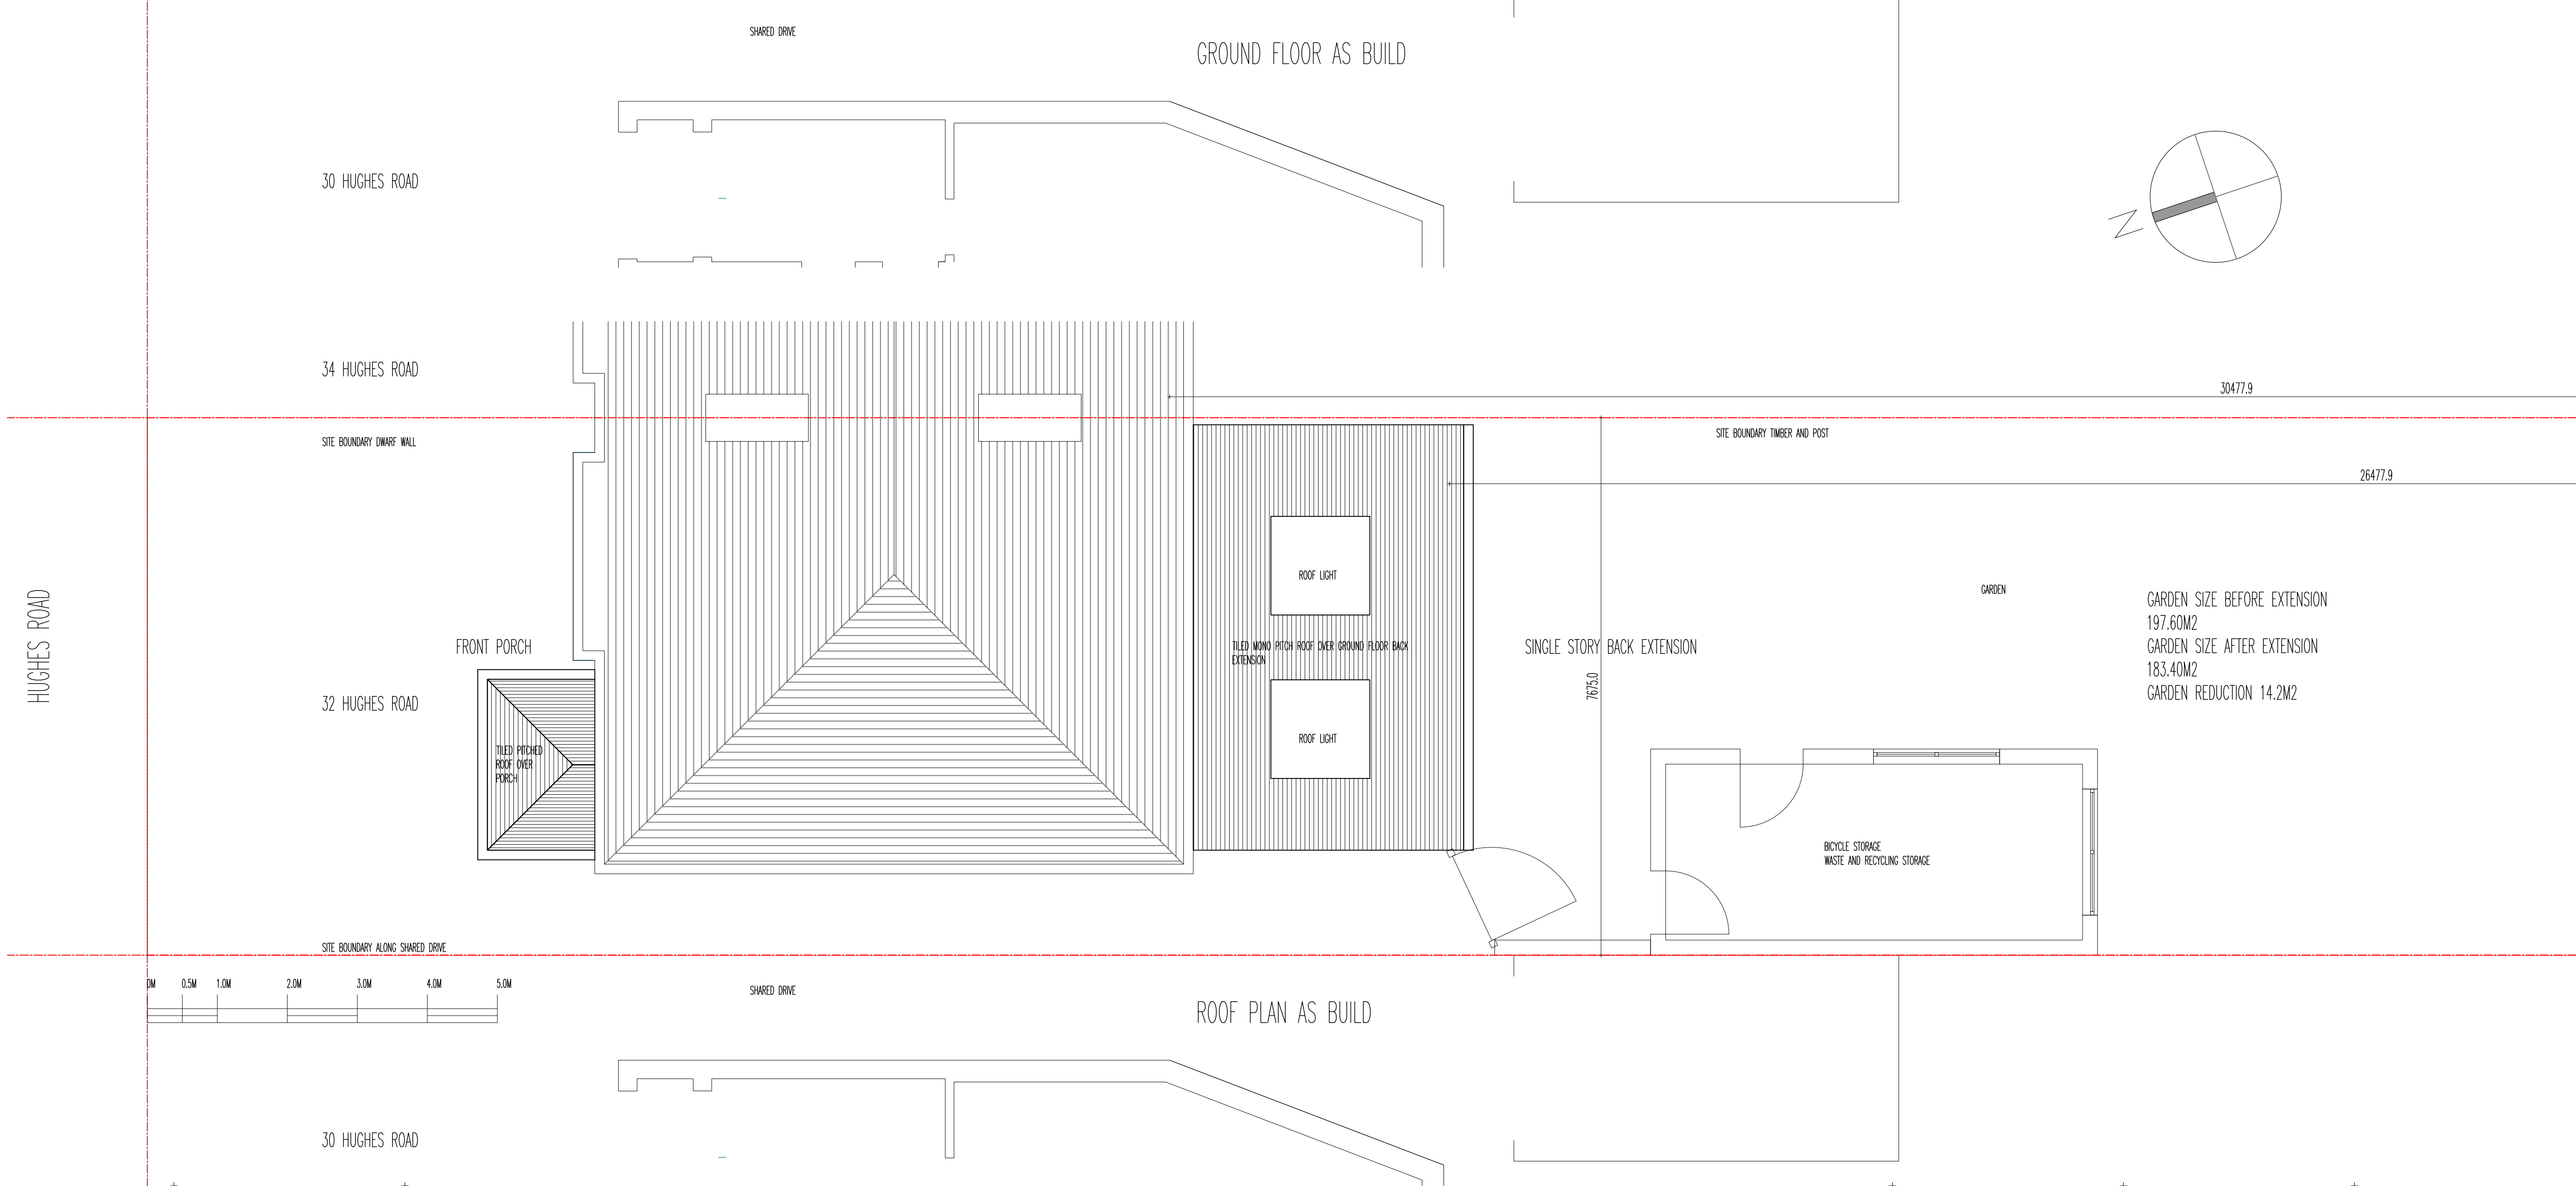 SHARED DRIVE
GROUND FLOOR AS BUILD
30 HUGHES ROAD
N
34 HUGHES ROAD
30477.9
SITE BOUNDARY DWARF WALL
SITE BOUNDARY TIMBER AND POST
26477.9
ROOF LIGHT
GARDEN
GARDEN SIZE BEFORE EXTENSION
197.60M2
GARDEN SIZE AFTER EXTENSION
183.40M2
GARDEN REDUCTION 14.2M2
HUGHES ROAD
FRONT PORCH
TILED MONO PITCH ROOF OVER GROUND FLOOR BACK
EXTENSION
SINGLE STORY BACK EXTENSION
7675.0
32 HUGHES ROAD
TILED PITCHED
ROOF OVER
PORCH
ROOF LIGHT
BICYCLE STORAGE
WASTE AND RECYCLING STORAGE
SITE BOUNDARY ALONG SHARED DRIVE
0M 0.5M 1.0M 2.0M 3.0M 4.0M 5.0M
SHARED DRIVE
ROOF PLAN AS BUILD
30 HUGHES ROAD